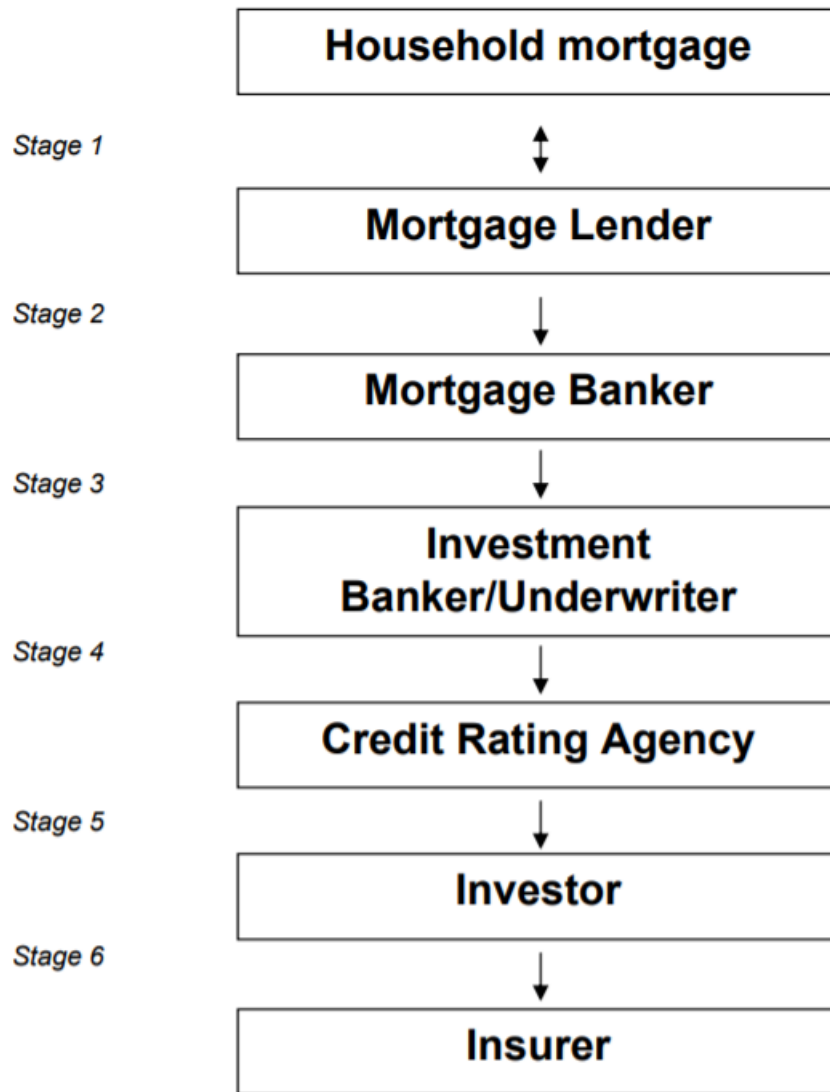 Household mortgage
Stage 1
Mortgage Lender
Stage 2
Mortgage Banker
Stage 3
Investment
Banker/Underwriter
Stage 4
Credit Rating Agency
Stage 5
Investor
Stage 6
Insurer